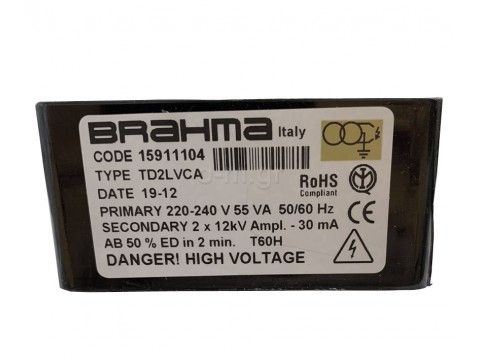 BRAHMA Italy
CODE 15911104
TYPE TD2LVCA
DATE 19-12
RoHS
Compliant
PRIMARY 220-240 V 55 VA 50/60 Hz
SECONDARY 2 x 12kV Ampl. - 30 mA
AB 50 % ED in 2 min. T60H
DANGER! HIGH VOLTAGE